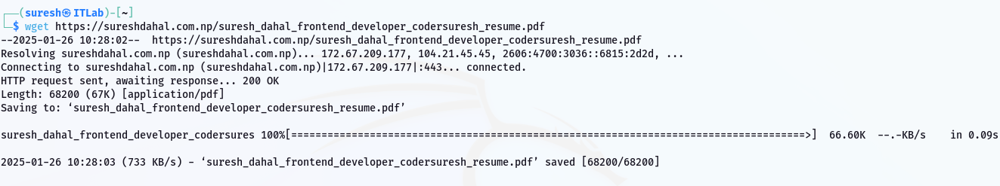 ┌──(suresh㉿ITLab)-[~]
└─$ wget https://sureshdahal.com.np/suresh_dahal_frontend_developer_codersuresh_resume.pdf
--2025-01-26 10:28:02--  https://sureshdahal.com.np/suresh_dahal_frontend_developer_codersuresh_resume.pdf
Resolving sureshdahal.com.np (sureshdahal.com.np)... 172.67.209.177, 104.21.45.45, 2606:4700:3036::6815:2d2d, ...
Connecting to sureshdahal.com.np (sureshdahal.com.np)|172.67.209.177|:443... connected.
HTTP request sent, awaiting response... 200 OK
Length: 68200 (67K) [application/pdf]
Saving to: ‘suresh_dahal_frontend_developer_codersuresh_resume.pdf’
suresh_dahal_frontend_developer_codersures 100%[=====================================================================================>]  66.60K  --.-KB/s    in 0.09s
2025-01-26 10:28:03 (733 KB/s) - ‘suresh_dahal_frontend_developer_codersuresh_resume.pdf’ saved [68200/68200]